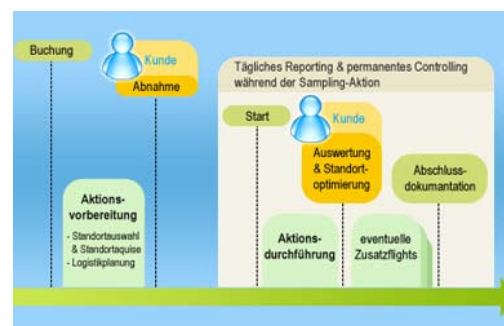 Buchung
Kunde
Abnahme
Aktions-
vorbereitung
- Standortauswahl
& Standortaquise
- Logistikplanung
Tägliches Reporting & permanentes Controlling
während der Sampling-Aktion
Start
Kunde
Auswertung
& Standort-
optimierung
Abschluss-
dokumantation
Aktions-
durchführung
eventuelle
Zusatzflights